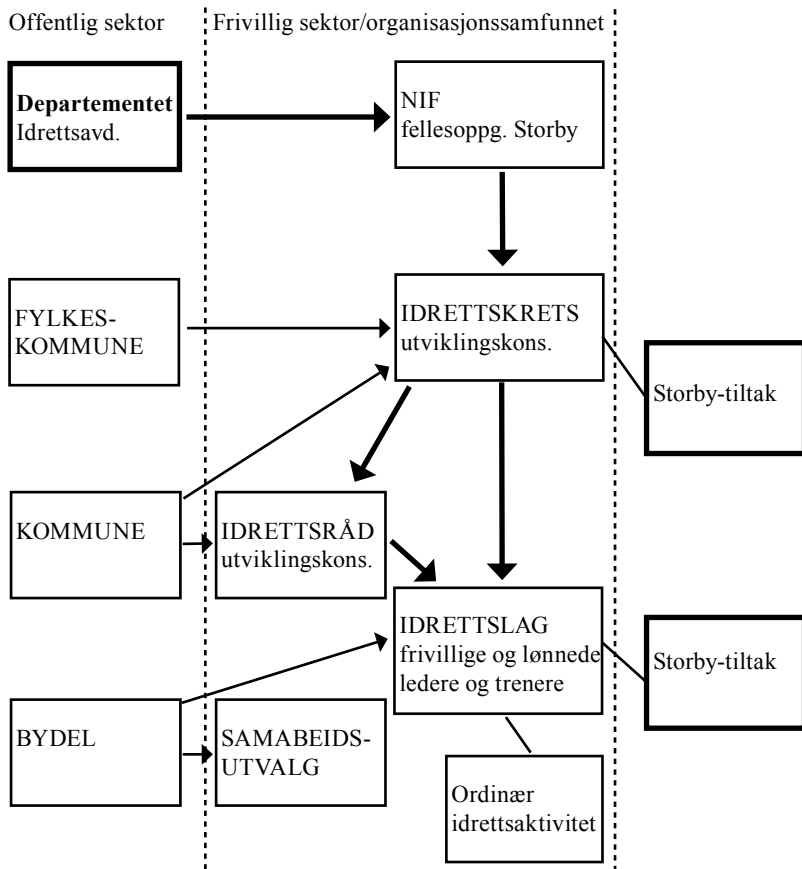 Offentlig sektor
Frivillig sektor/organisasjonssamfunnet
Departementet
Idrettsavd.
NIF
fellesoppg. Storby
FYLKES-
KOMMUNE
IDRETTSKRETS
utviklingskons.
Storby-tiltak
KOMMUNE
IDRETTSRÅD
utviklingskons.
IDRETTSLAG
frivillige og lønnede
ledere og trenere
Storby-tiltak
BYDEL
SAMABEIDS-
UTVALG
Ordinær
idrettsaktivitet